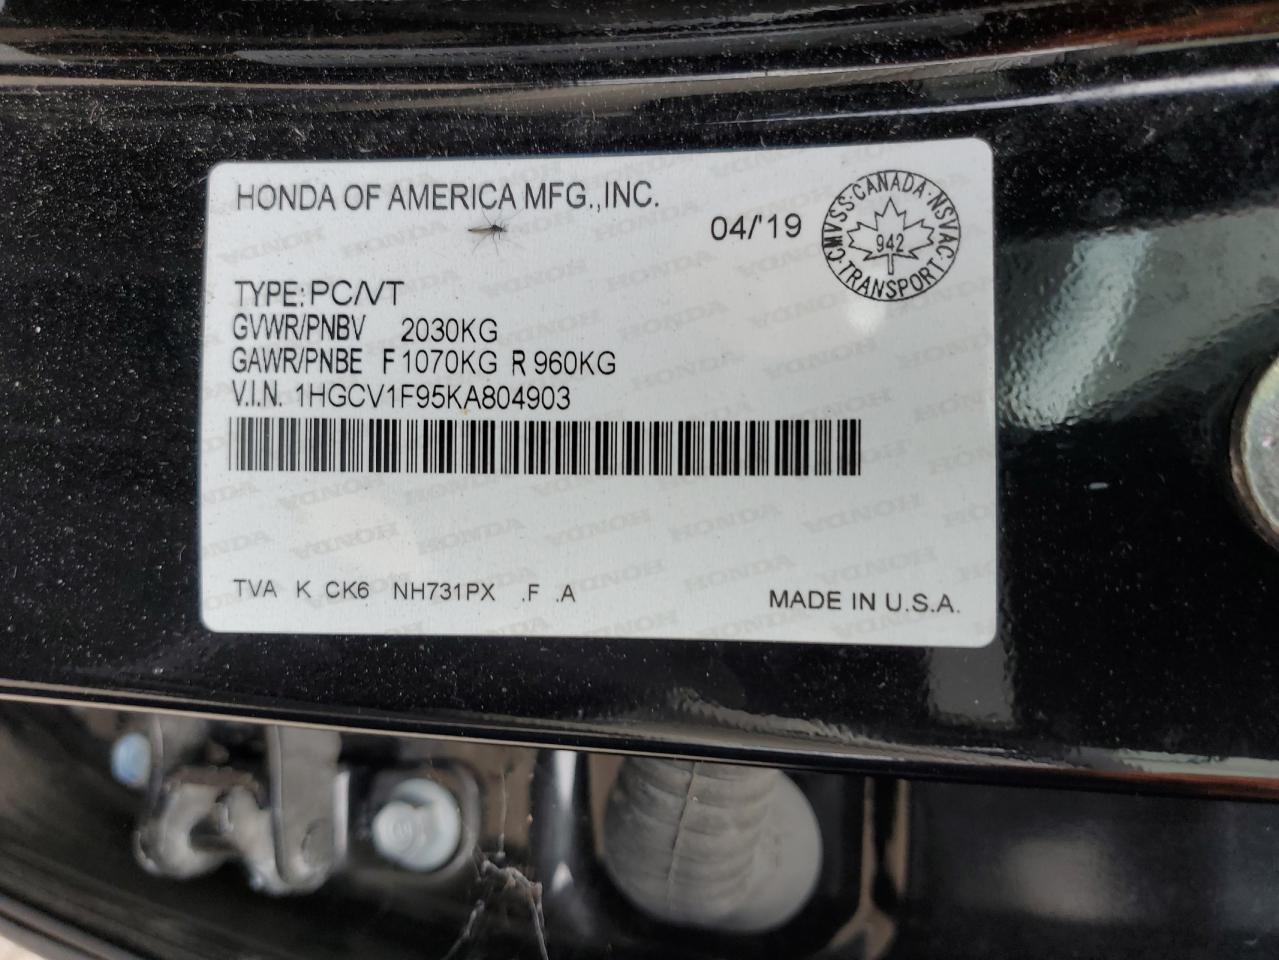 HONDA OF AMERICA MFG.,INC.
04/'19
CMVSS·CANADA·NSVAC·TRANSPORT
942
TYPE:PC/VT
GVWR/PNBV 2030KG
GAWR/PNBE F 1070KG R 960KG
V.I.N. 1HGCV1F95KA804903
TVA K CK6 NH731PX .F .A
MADE IN U.S.A.